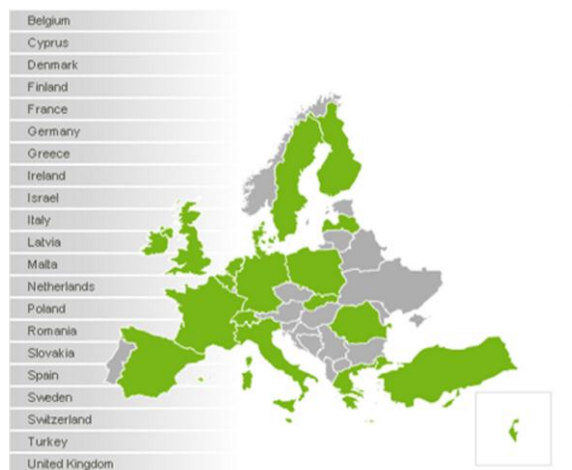 Belgium
Cyprus
Denmark
Finland
France
Germany
Greece
Ireland
Israel
Italy
Latvia
Malta
Netherlands
Poland
Romania
Slovakia
Spain
Sweden
Switzerland
Turkey
United Kingdom